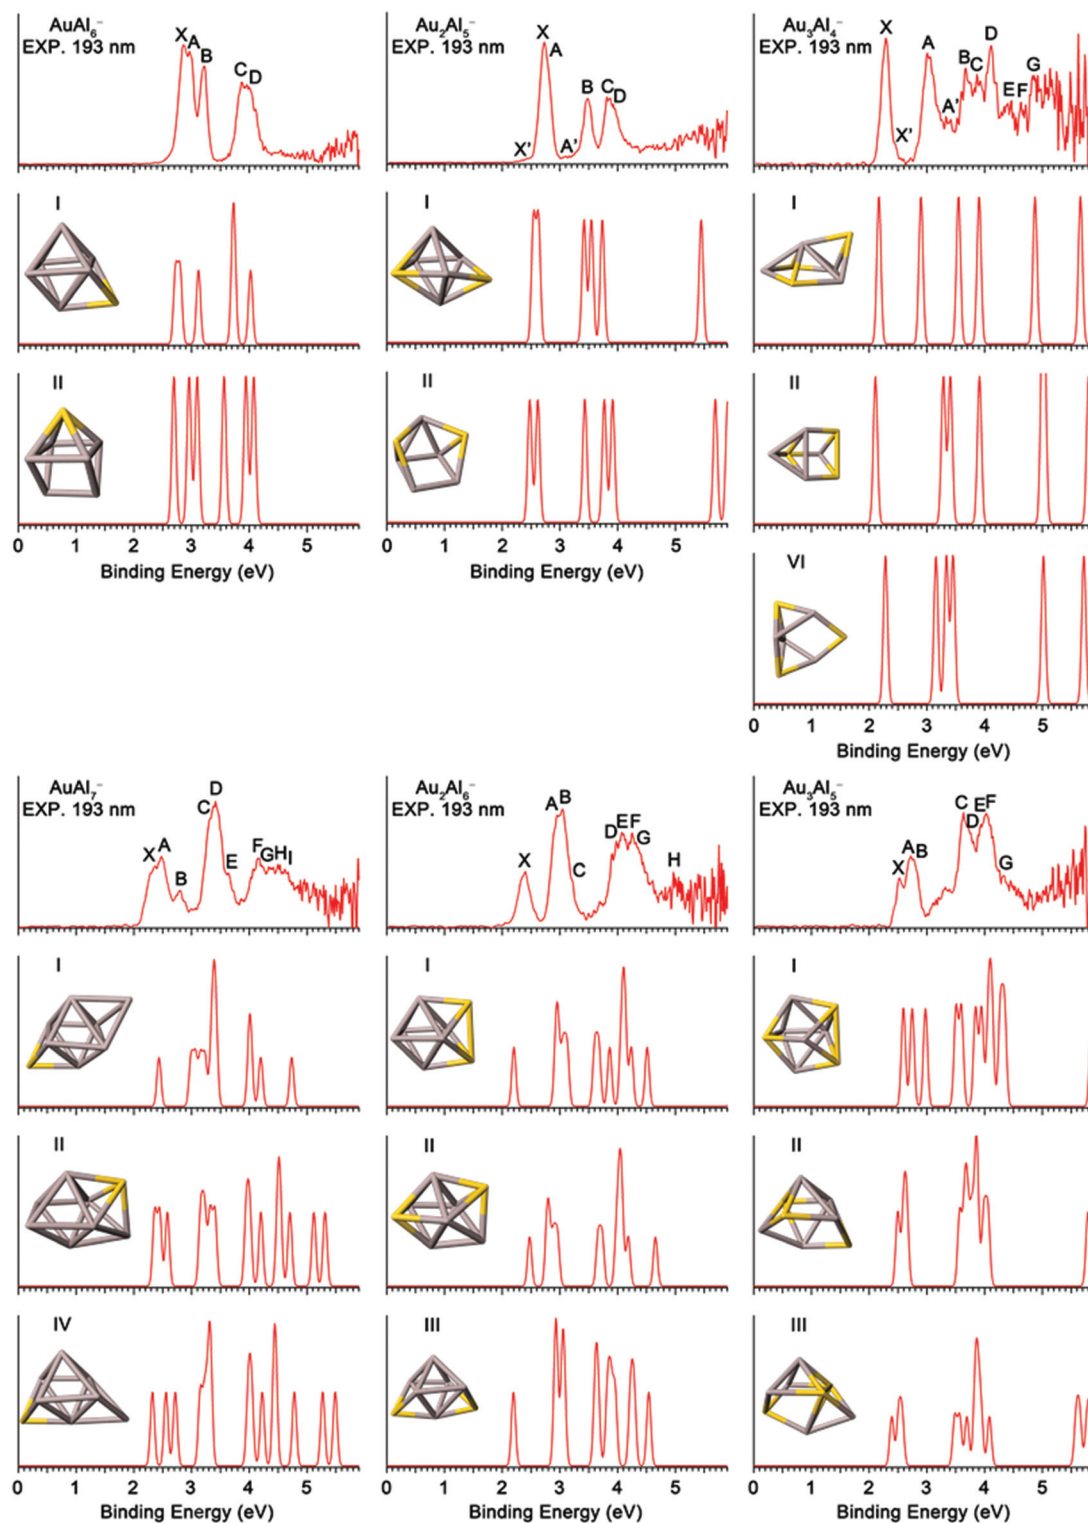 AuAl₆⁻
EXP. 193 nm
X
A
B
C
D
I
II
0 1 2 3 4 5
Binding Energy (eV)
Au₂Al₅⁻
EXP. 193 nm
X'
X
A
A'
B
C
D
I
II
0 1 2 3 4 5
Binding Energy (eV)
Au₃Al₄⁻
EXP. 193 nm
X
X'
A
A'
B
C
D
E
F
G
I
II
VI
0 1 2 3 4 5
Binding Energy (eV)
AuAl₇⁻
EXP. 193 nm
X
A
B
C
D
E
F
G
H
I
I
II
IV
0 1 2 3 4 5
Binding Energy (eV)
Au₂Al₆⁻
EXP. 193 nm
X
A
B
C
D
E
F
G
H
I
II
III
0 1 2 3 4 5
Binding Energy (eV)
Au₃Al₅⁻
EXP. 193 nm
X
A
B
C
D
E
F
G
I
II
III
0 1 2 3 4 5
Binding Energy (eV)